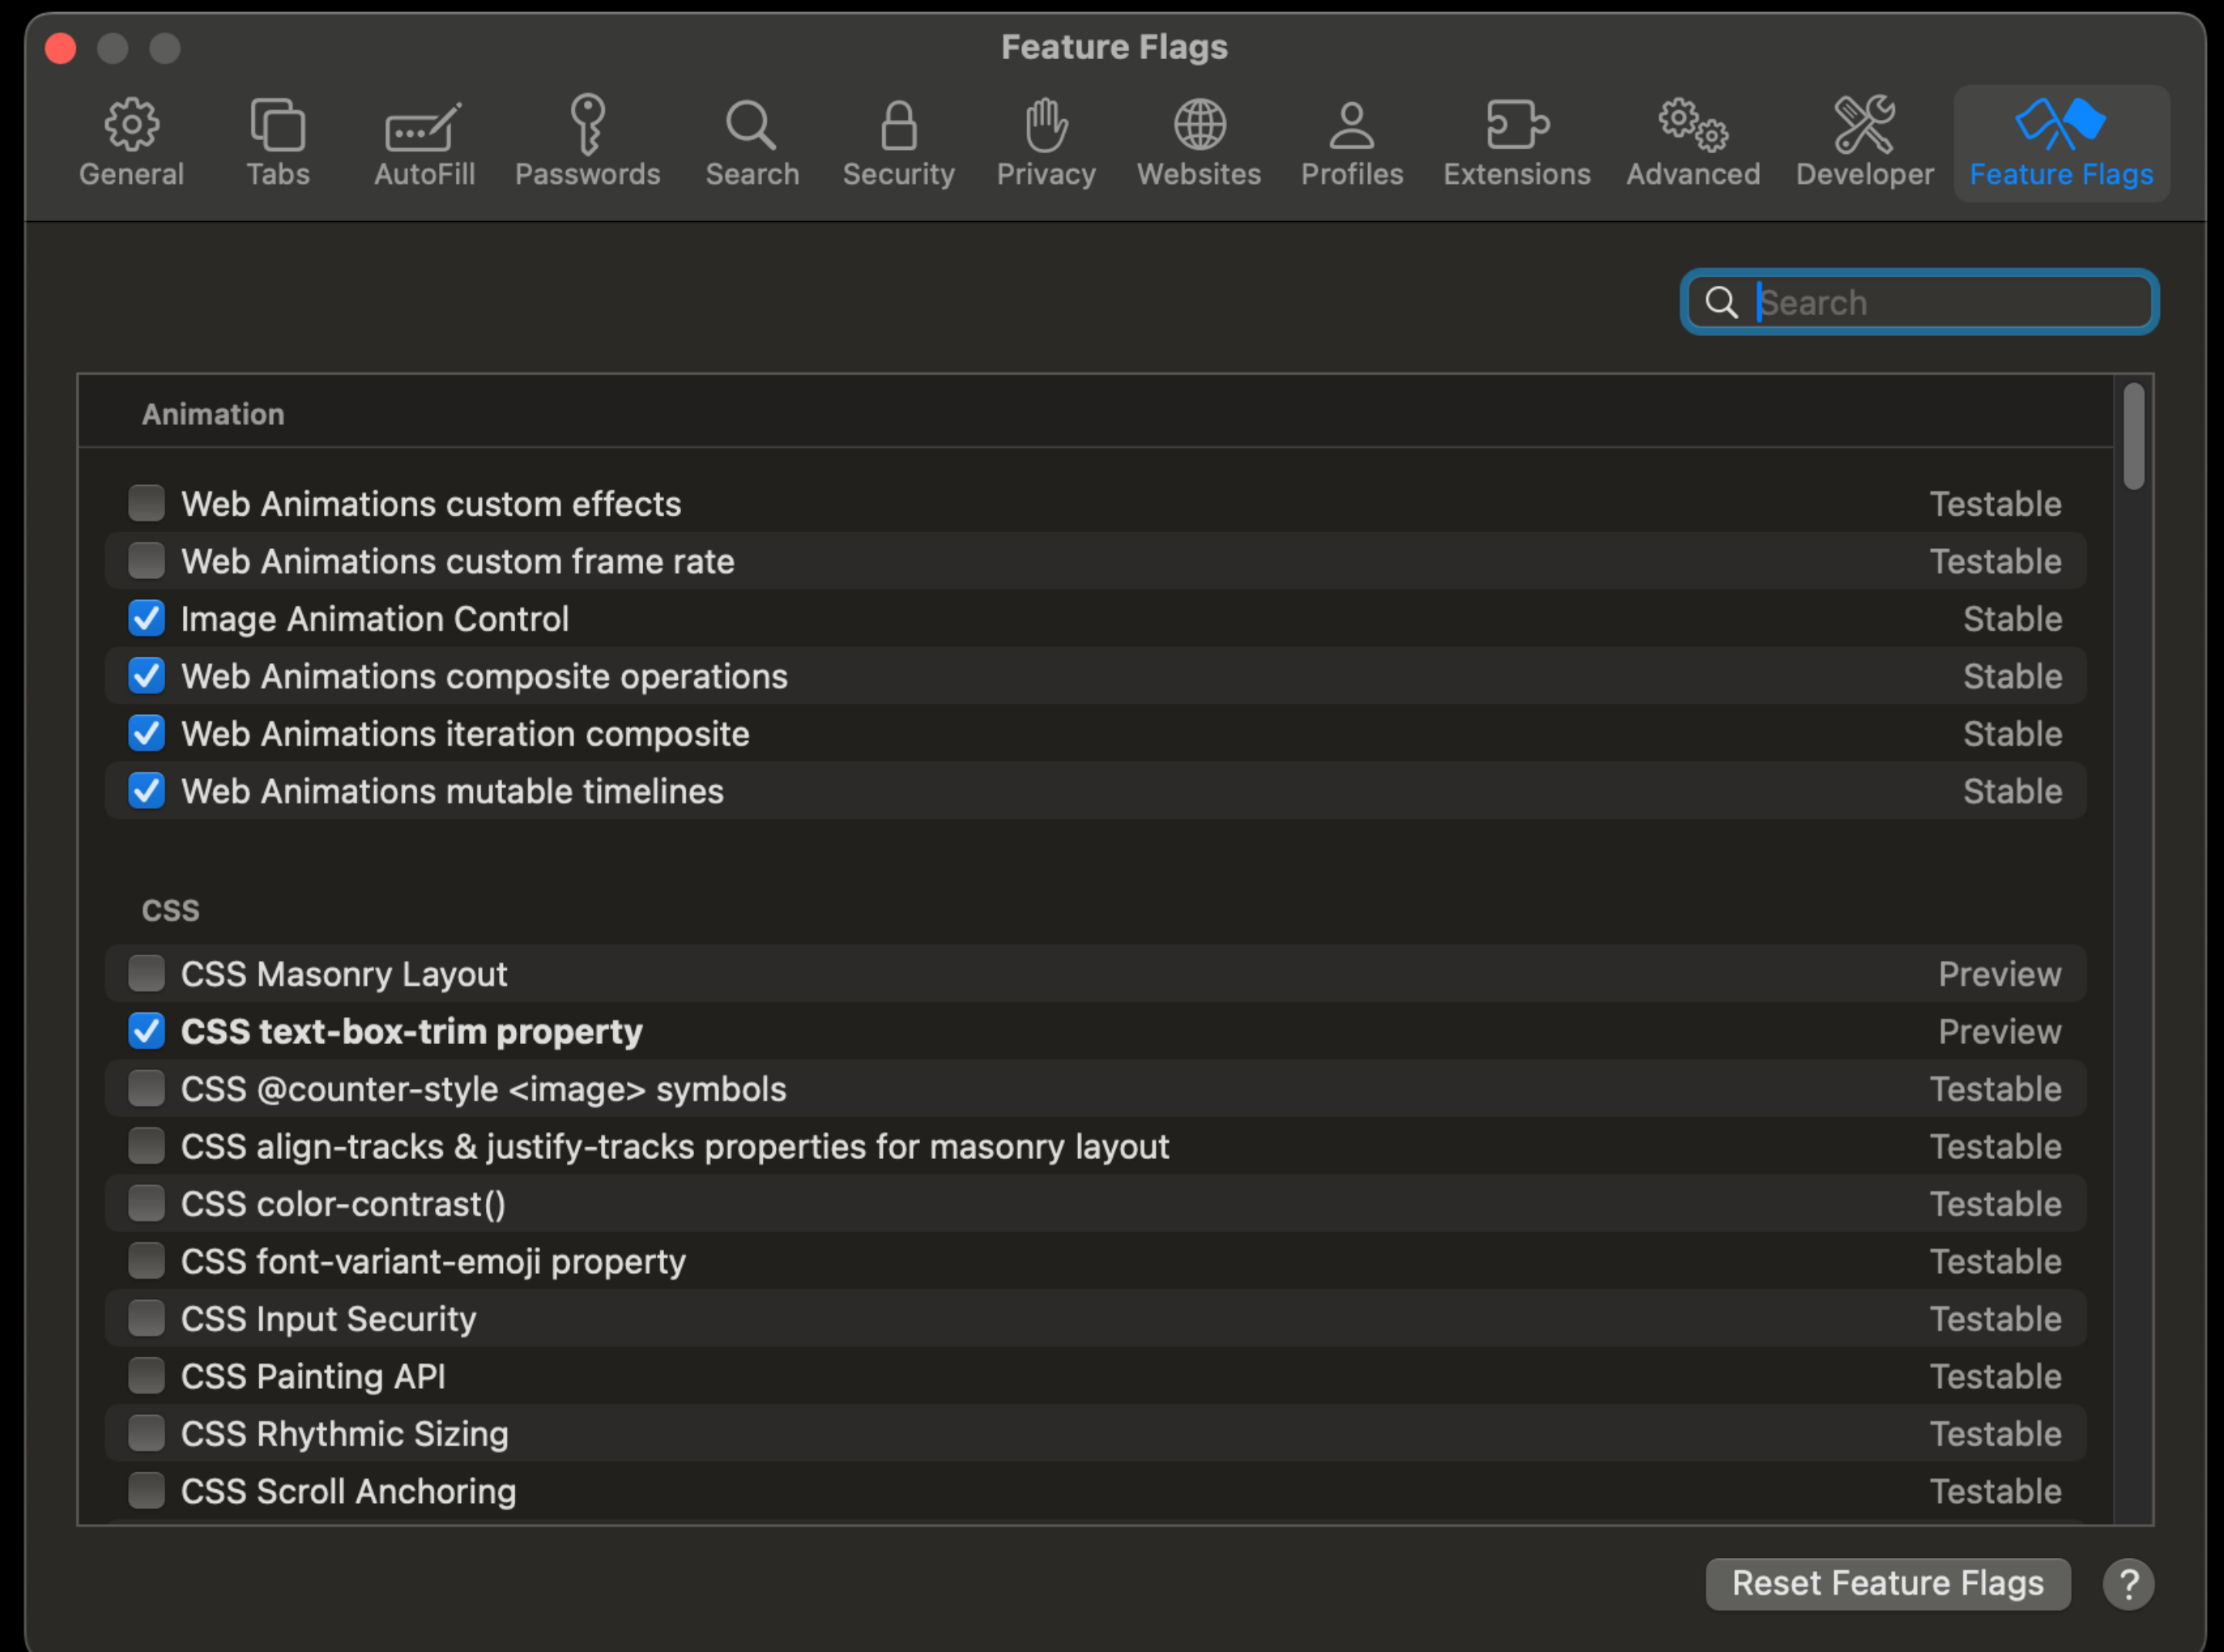 Feature Flags
General
Tabs
AutoFill
Passwords
Search
Security
Privacy
Websites
Profiles
Extensions
Advanced
Developer
Feature Flags
Search
Animation
Web Animations custom effects Testable
Web Animations custom frame rate Testable
Image Animation Control Stable
Web Animations composite operations Stable
Web Animations iteration composite Stable
Web Animations mutable timelines Stable
CSS
CSS Masonry Layout Preview
CSS text-box-trim property Preview
CSS @counter-style <image> symbols Testable
CSS align-tracks & justify-tracks properties for masonry layout Testable
CSS color-contrast() Testable
CSS font-variant-emoji property Testable
CSS Input Security Testable
CSS Painting API Testable
CSS Rhythmic Sizing Testable
CSS Scroll Anchoring Testable
Reset Feature Flags ?